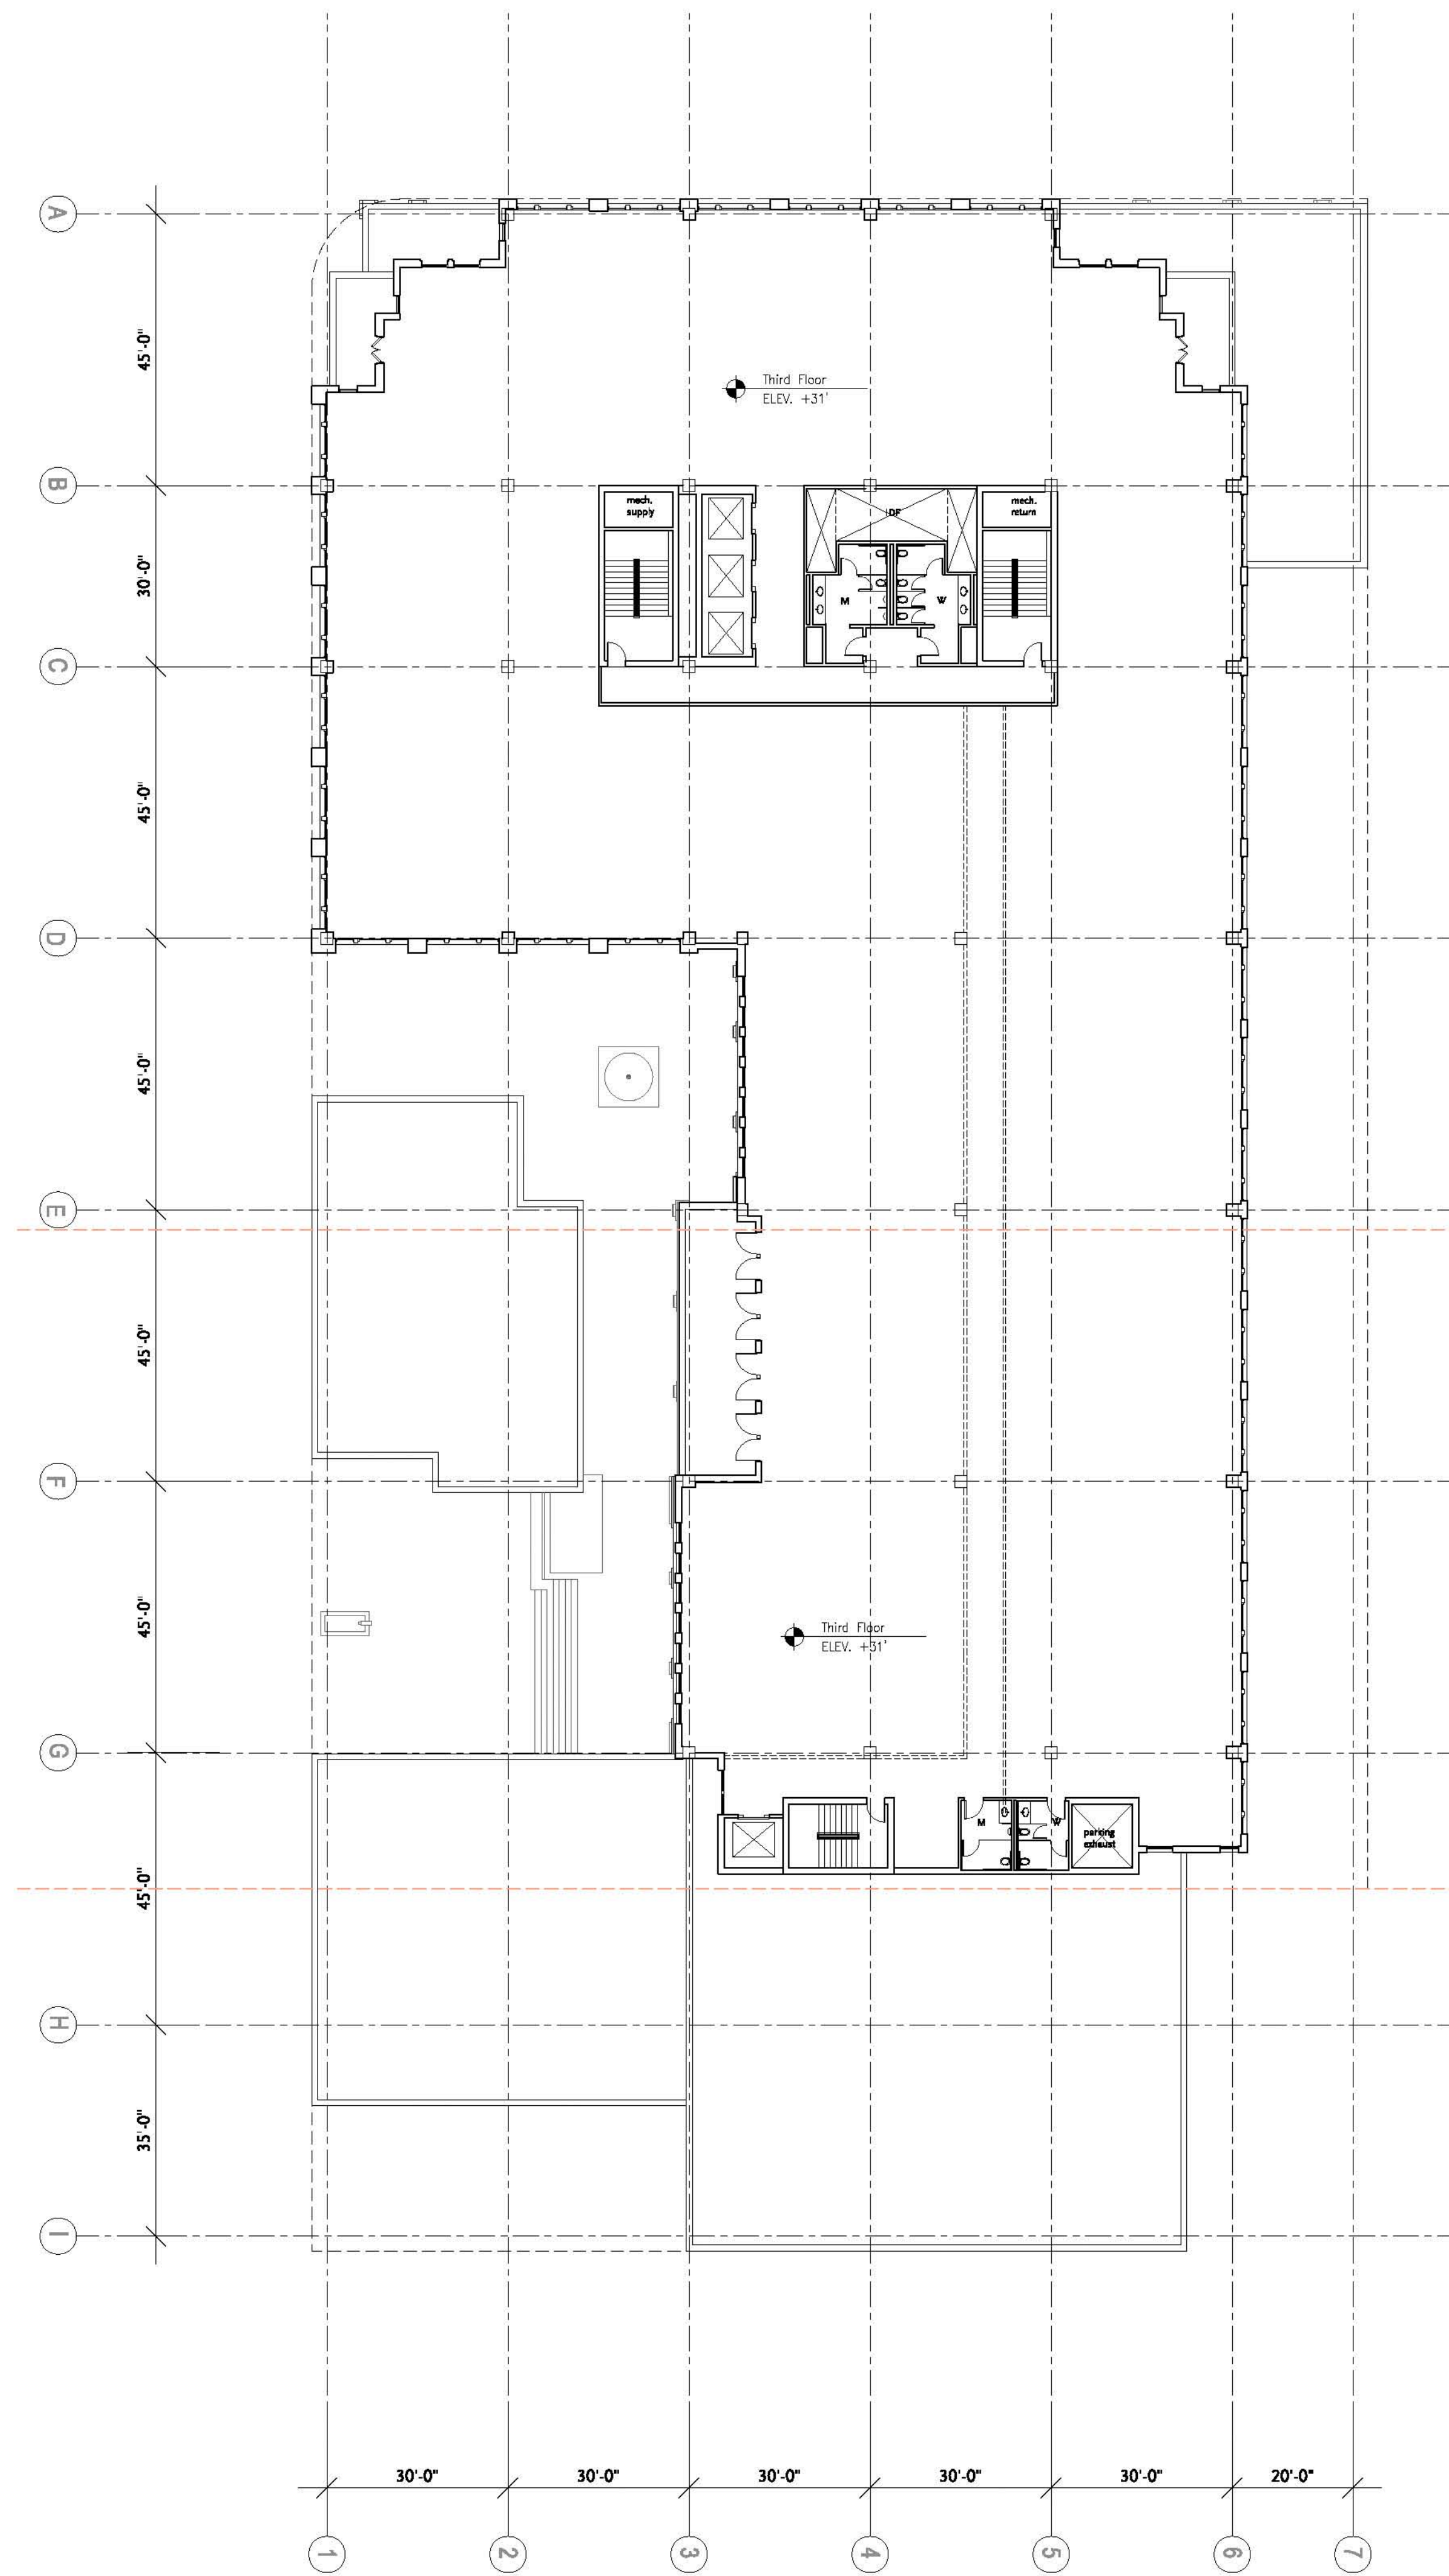 A
45'-0"
Third Floor
ELEV. +31'
B
mech.
supply
DF
mech.
return
30'-0"
M
W
C
45'-0"
D
45'-0"
E
45'-0"
F
45'-0"
Third Floor
ELEV. +31'
G
M
W
parking
exhaust
45'-0"
H
35'-0"
I
30'-0"
30'-0"
30'-0"
30'-0"
30'-0"
20'-0"
1
2
3
4
5
6
7